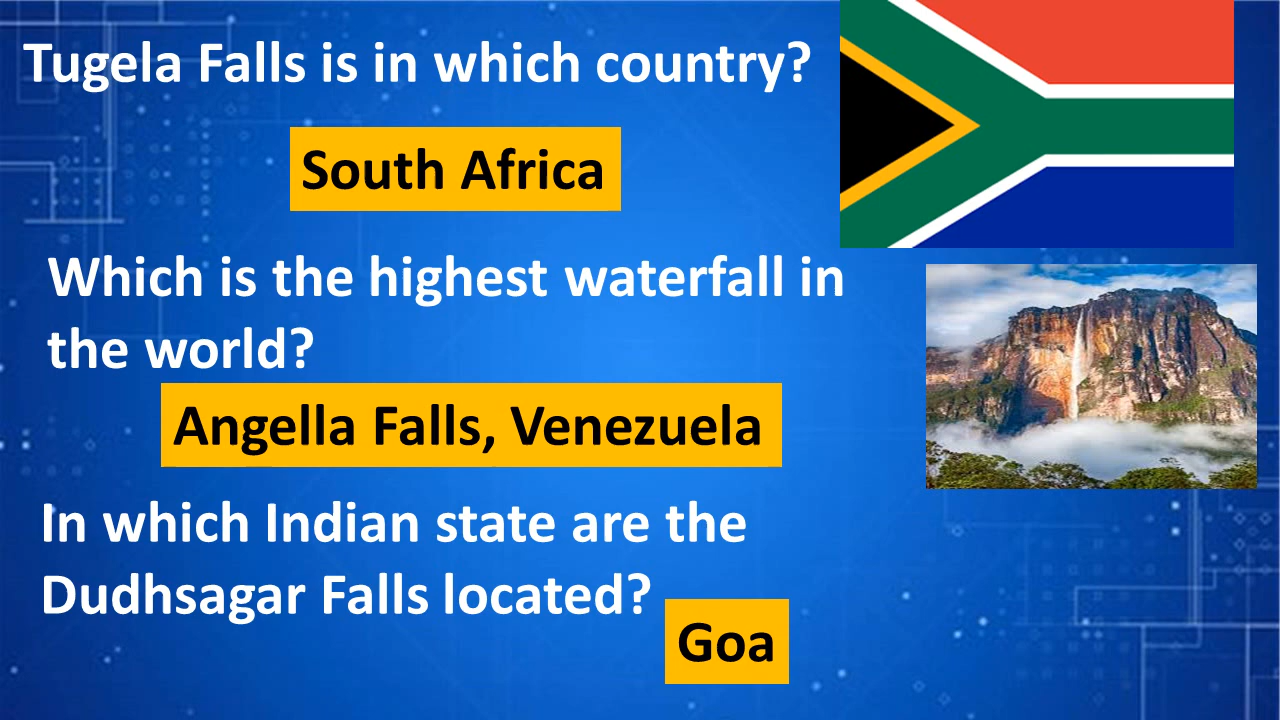 Tugela Falls is in which country?
South Africa
Which is the highest waterfall in
the world?
Angella Falls, Venezuela
In which Indian state are the
Dudhsagar Falls located?
Goa